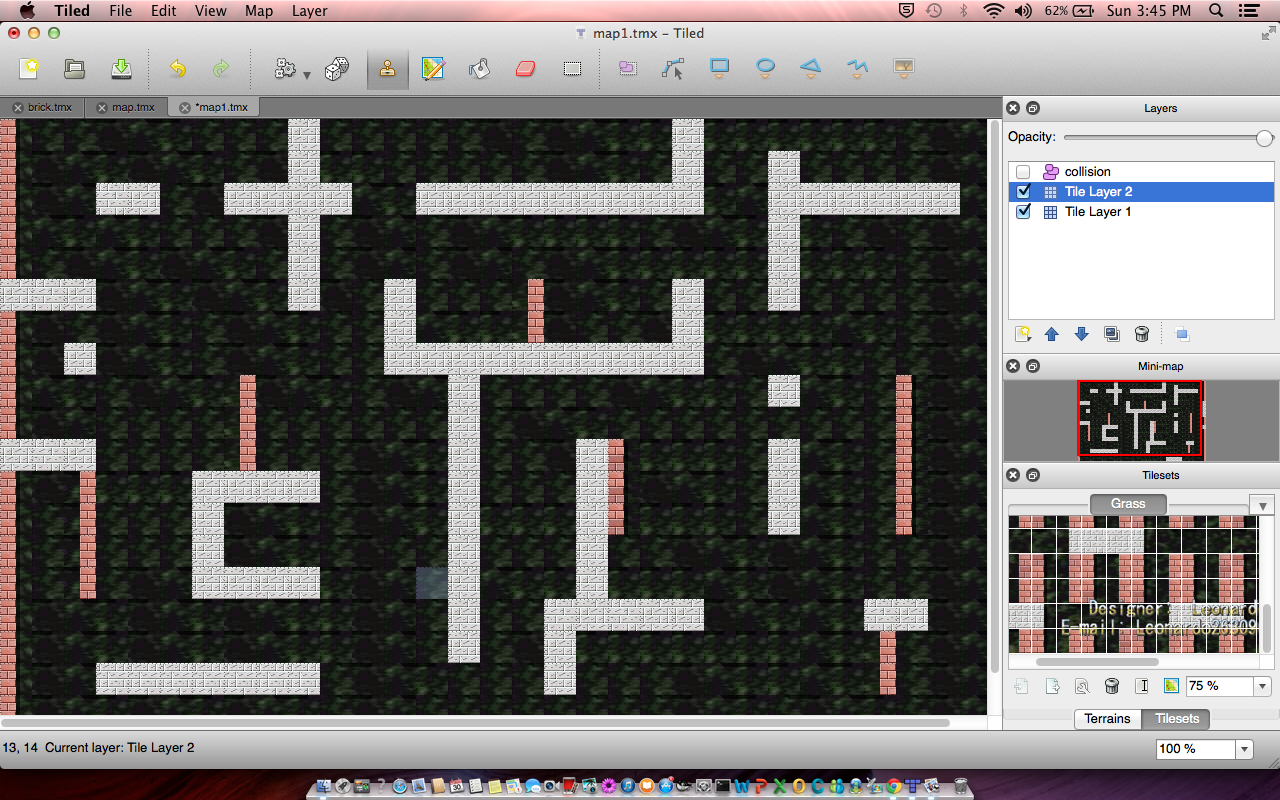 Tiled File Edit View Map Layer 62% Sun 3:45 PM
map1.tmx – Tiled
brick.tmx map.tmx *map1.tmx
Layers
Opacity:
collision
Tile Layer 2
Tile Layer 1
Mini-map
Tilesets
Grass
Designer: Leonard
E-mail: Leonardo26809
75 %
Terrains Tilesets
13, 14 Current layer: Tile Layer 2
100 %